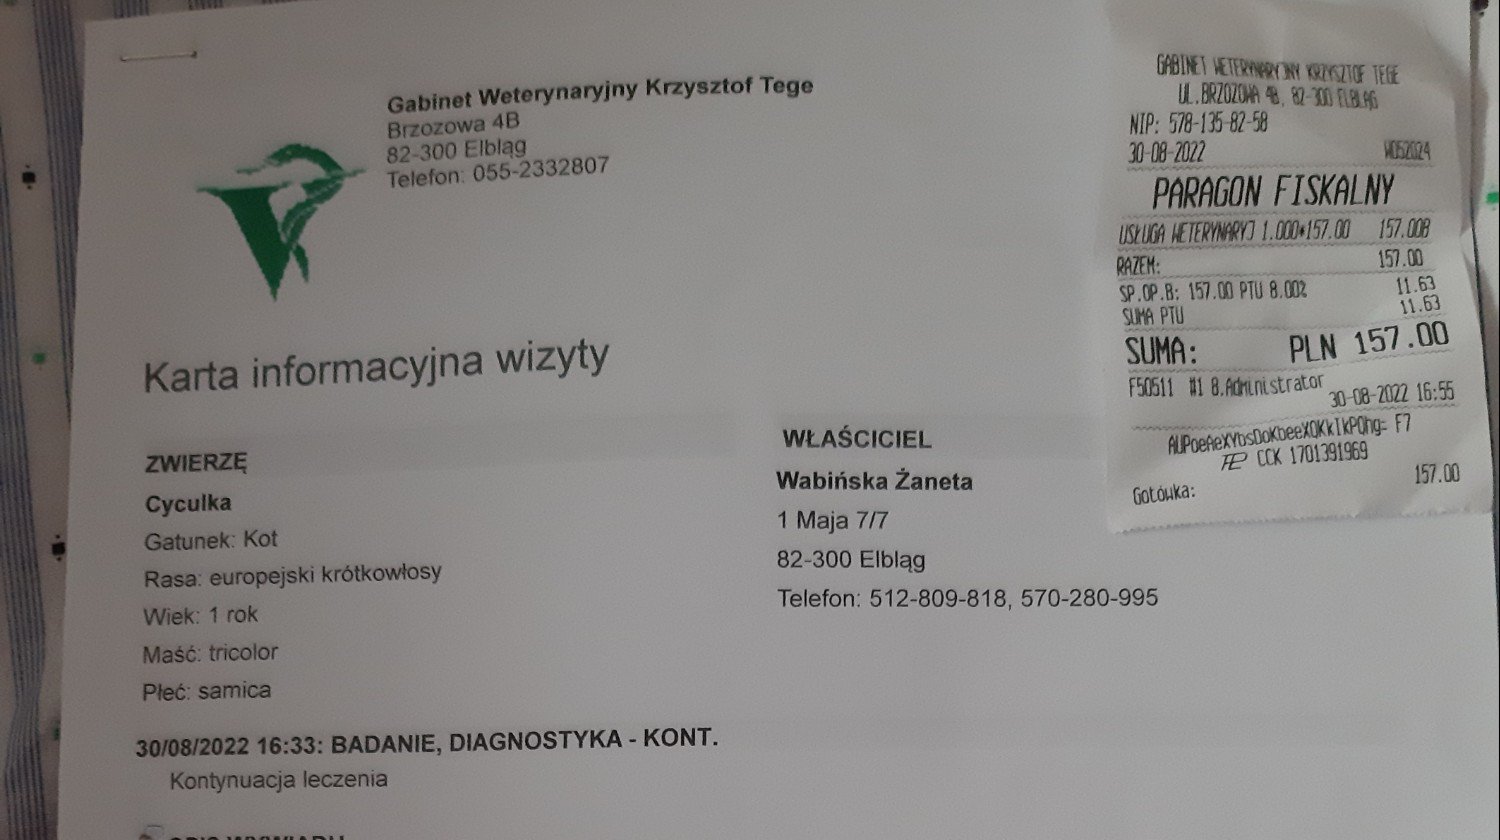 Gabinet Weterynaryjny Krzysztof Tege
Brzozowa 4B
82-300 Elbląg
Telefon: 055-2332807
Karta informacyjna wizyty
ZWIERZĘ
Cyculka
Gatunek: Kot
Rasa: europejski krótkowłosy
Wiek: 1 rok
Maść: tricolor
Płeć: samica
WŁAŚCICIEL
Wabińska Żaneta
1 Maja 7/7
82-300 Elbląg
Telefon: 512-809-818, 570-280-995
30/08/2022 16:33: BADANIE, DIAGNOSTYKA - KONT.
Kontynuacja leczenia
OPIS WYWIADU
GABINET WETERYNARYJNY KRZYSZTOF TEGE
UL.BRZOZOWA 4B, 82-300 ELBLĄG
NIP: 578-135-82-58
30-08-2022 W052024
PARAGON FISKALNY
USŁUGA WETERYNARYJ 1.000*157.00 157.00B
RAZEM: 157.00
SP.OP.B: 157.00 PTU 8.00% 11.63
SUMA PTU 11.63
SUMA: PLN 157.00
F50511 #1 8.Administrator 30-08-2022 16:55
AUPoeAeXYbsDoKbeeXQKkIkPQhg= F7
CCK 1701391969
Gotówka: 157.00